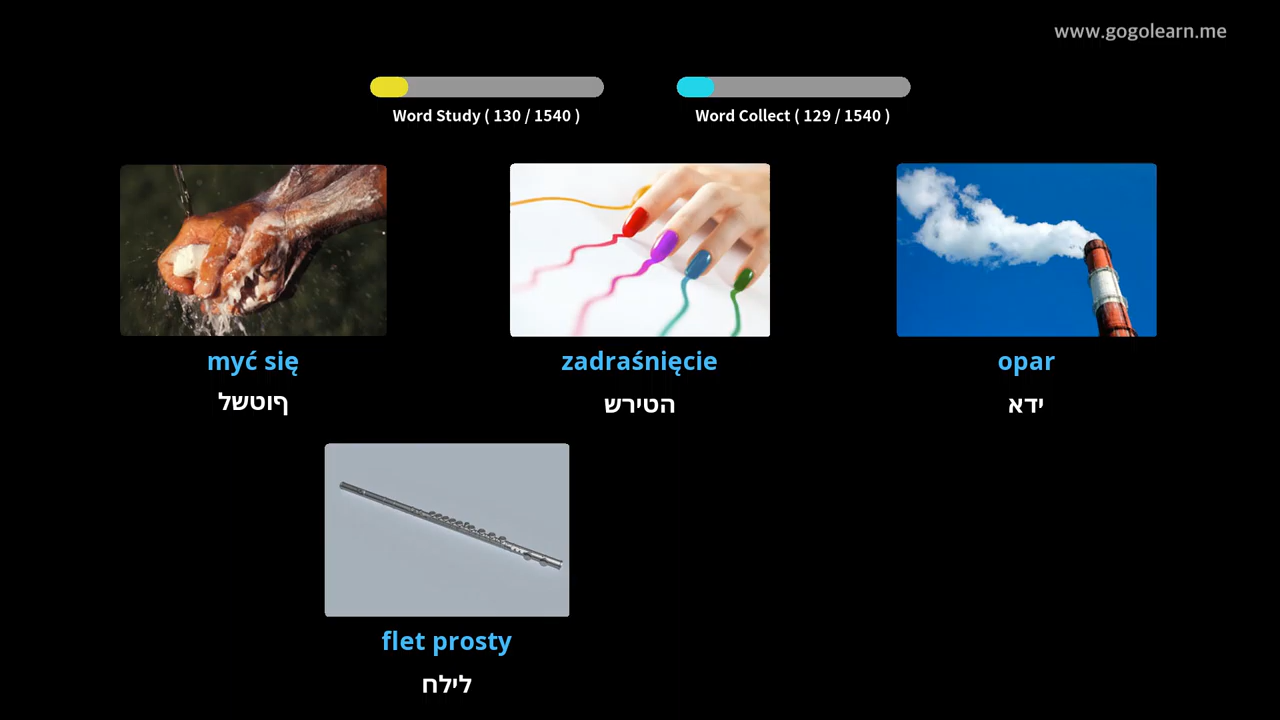 www.gogolearn.me
Word Study ( 130 / 1540 )
Word Collect ( 129 / 1540 )
myć się
ףוטשל
zadraśnięcie
הטירש
opar
ידא
flet prosty
לילח